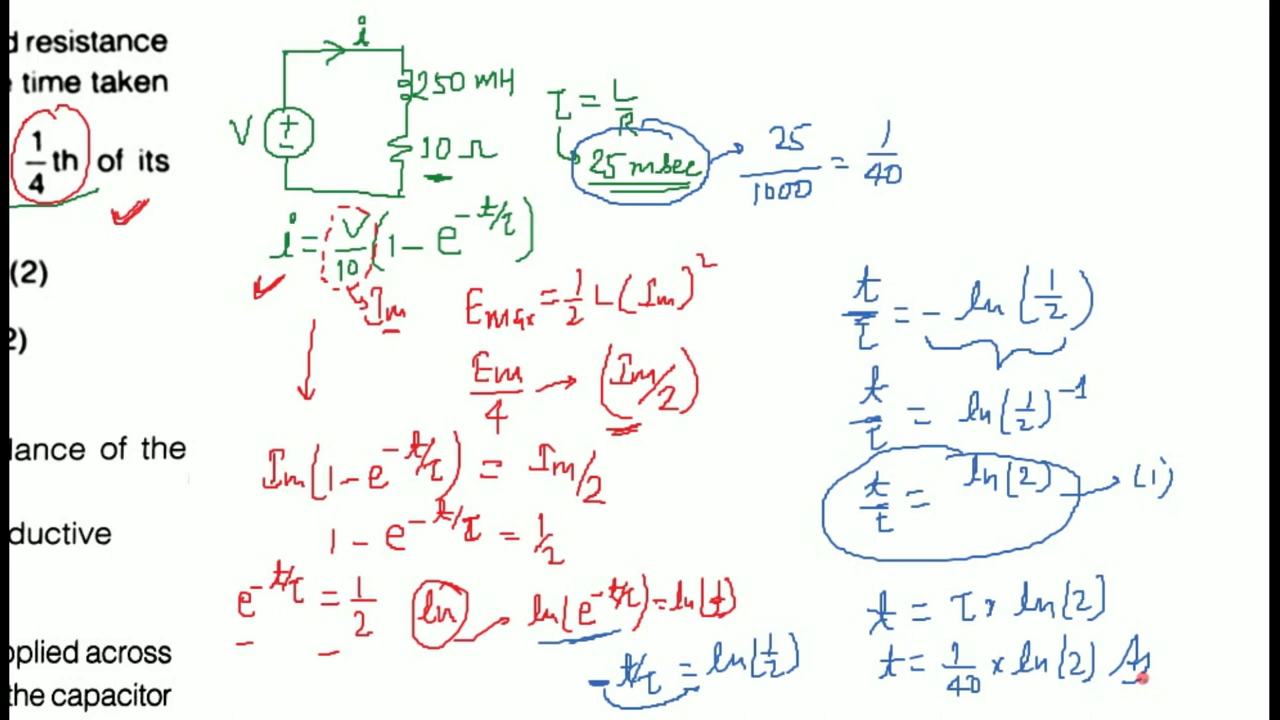 d resistance
time taken
1/4 th of its
(2)
2)
lance of the
ductive
pplied across
the capacitor
i
V
+
-
250 mH
10 Ω
i = V/10 (1 - e^{-t/τ})
Im
τ = L/R
25 msec
25/1000 = 1/40
Emax = 1/2 L (Im)^2
Em/4 → (Im/2)
Im(1 - e^{-t/τ}) = Im/2
1 - e^{-t/τ} = 1/2
e^{-t/τ} = 1/2
ln
ln(e^{-t/τ}) = ln(1/2)
-t/τ = ln(1/2)
t/τ = - ln(1/2)
t/τ = ln(1/2)^{-1}
t/τ = ln(2) → (i)
t = τ × ln(2)
t = 1/40 × ln(2)